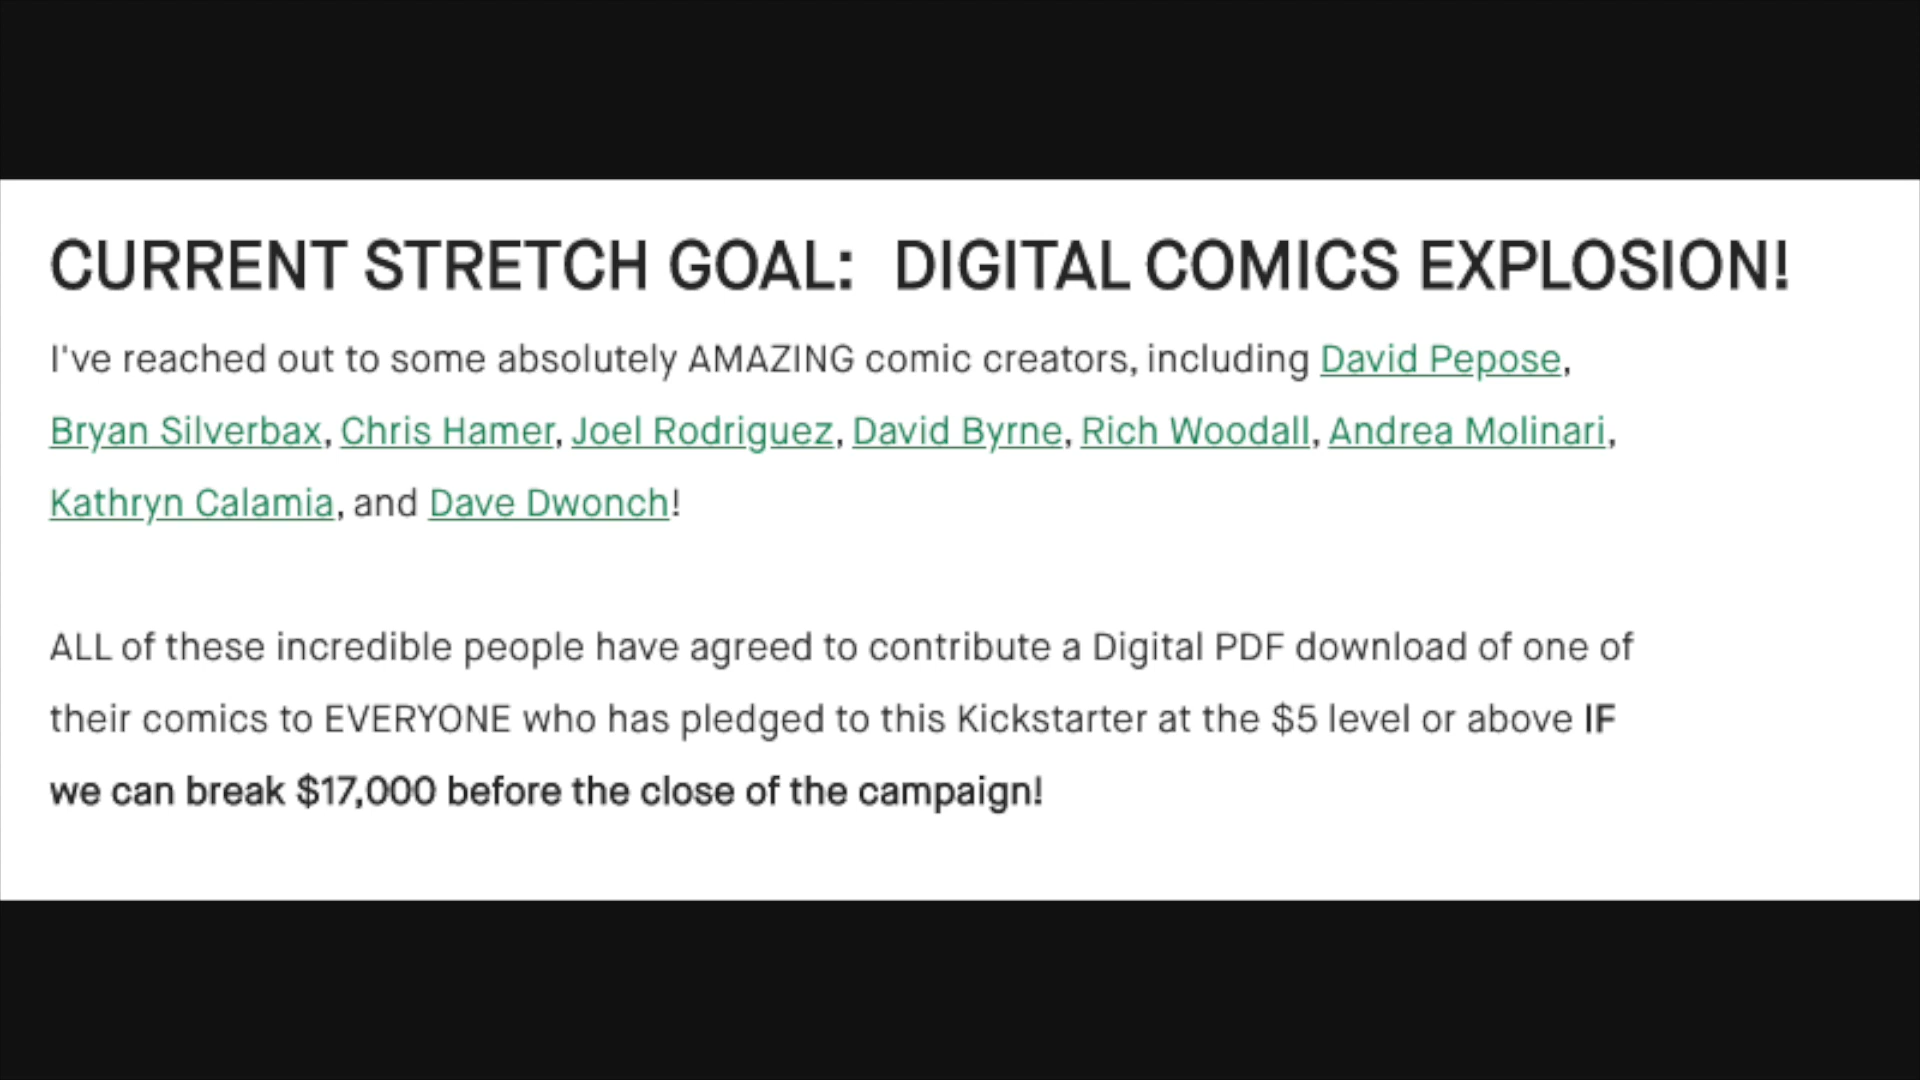 CURRENT STRETCH GOAL:  DIGITAL COMICS EXPLOSION!
I've reached out to some absolutely AMAZING comic creators, including David Pepose,
Bryan Silverbax, Chris Hamer, Joel Rodriguez, David Byrne, Rich Woodall, Andrea Molinari,
Kathryn Calamia, and Dave Dwonch!
ALL of these incredible people have agreed to contribute a Digital PDF download of one of
their comics to EVERYONE who has pledged to this Kickstarter at the $5 level or above IF
we can break $17,000 before the close of the campaign!